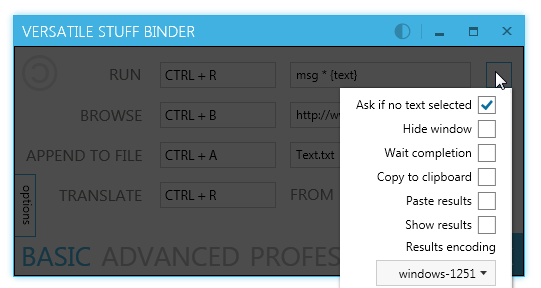 VERSATILE STUFF BINDER
RUN CTRL + R msg * {text}
BROWSE CTRL + B http://w
APPEND TO FILE CTRL + A Text.txt
TRANSLATE CTRL + R FROM
options
BASIC ADVANCED PROFES
Ask if no text selected
Hide window
Wait completion
Copy to clipboard
Paste results
Show results
Results encoding
windows-1251